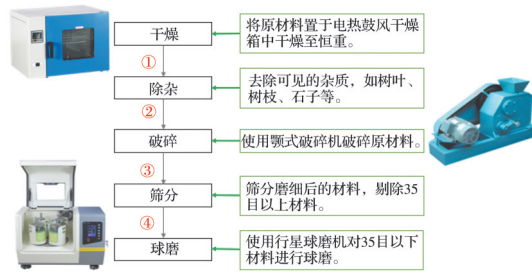 干燥
将原材料置于电热鼓风干燥
箱中干燥至恒重。
①
除杂
去除可见的杂质，如树叶、
树枝、石子等。
②
破碎
使用颚式破碎机破碎原材料。
③
筛分
筛分磨细后的材料，剔除35
目以上材料。
④
球磨
使用行星球磨机对35目以下
材料进行球磨。